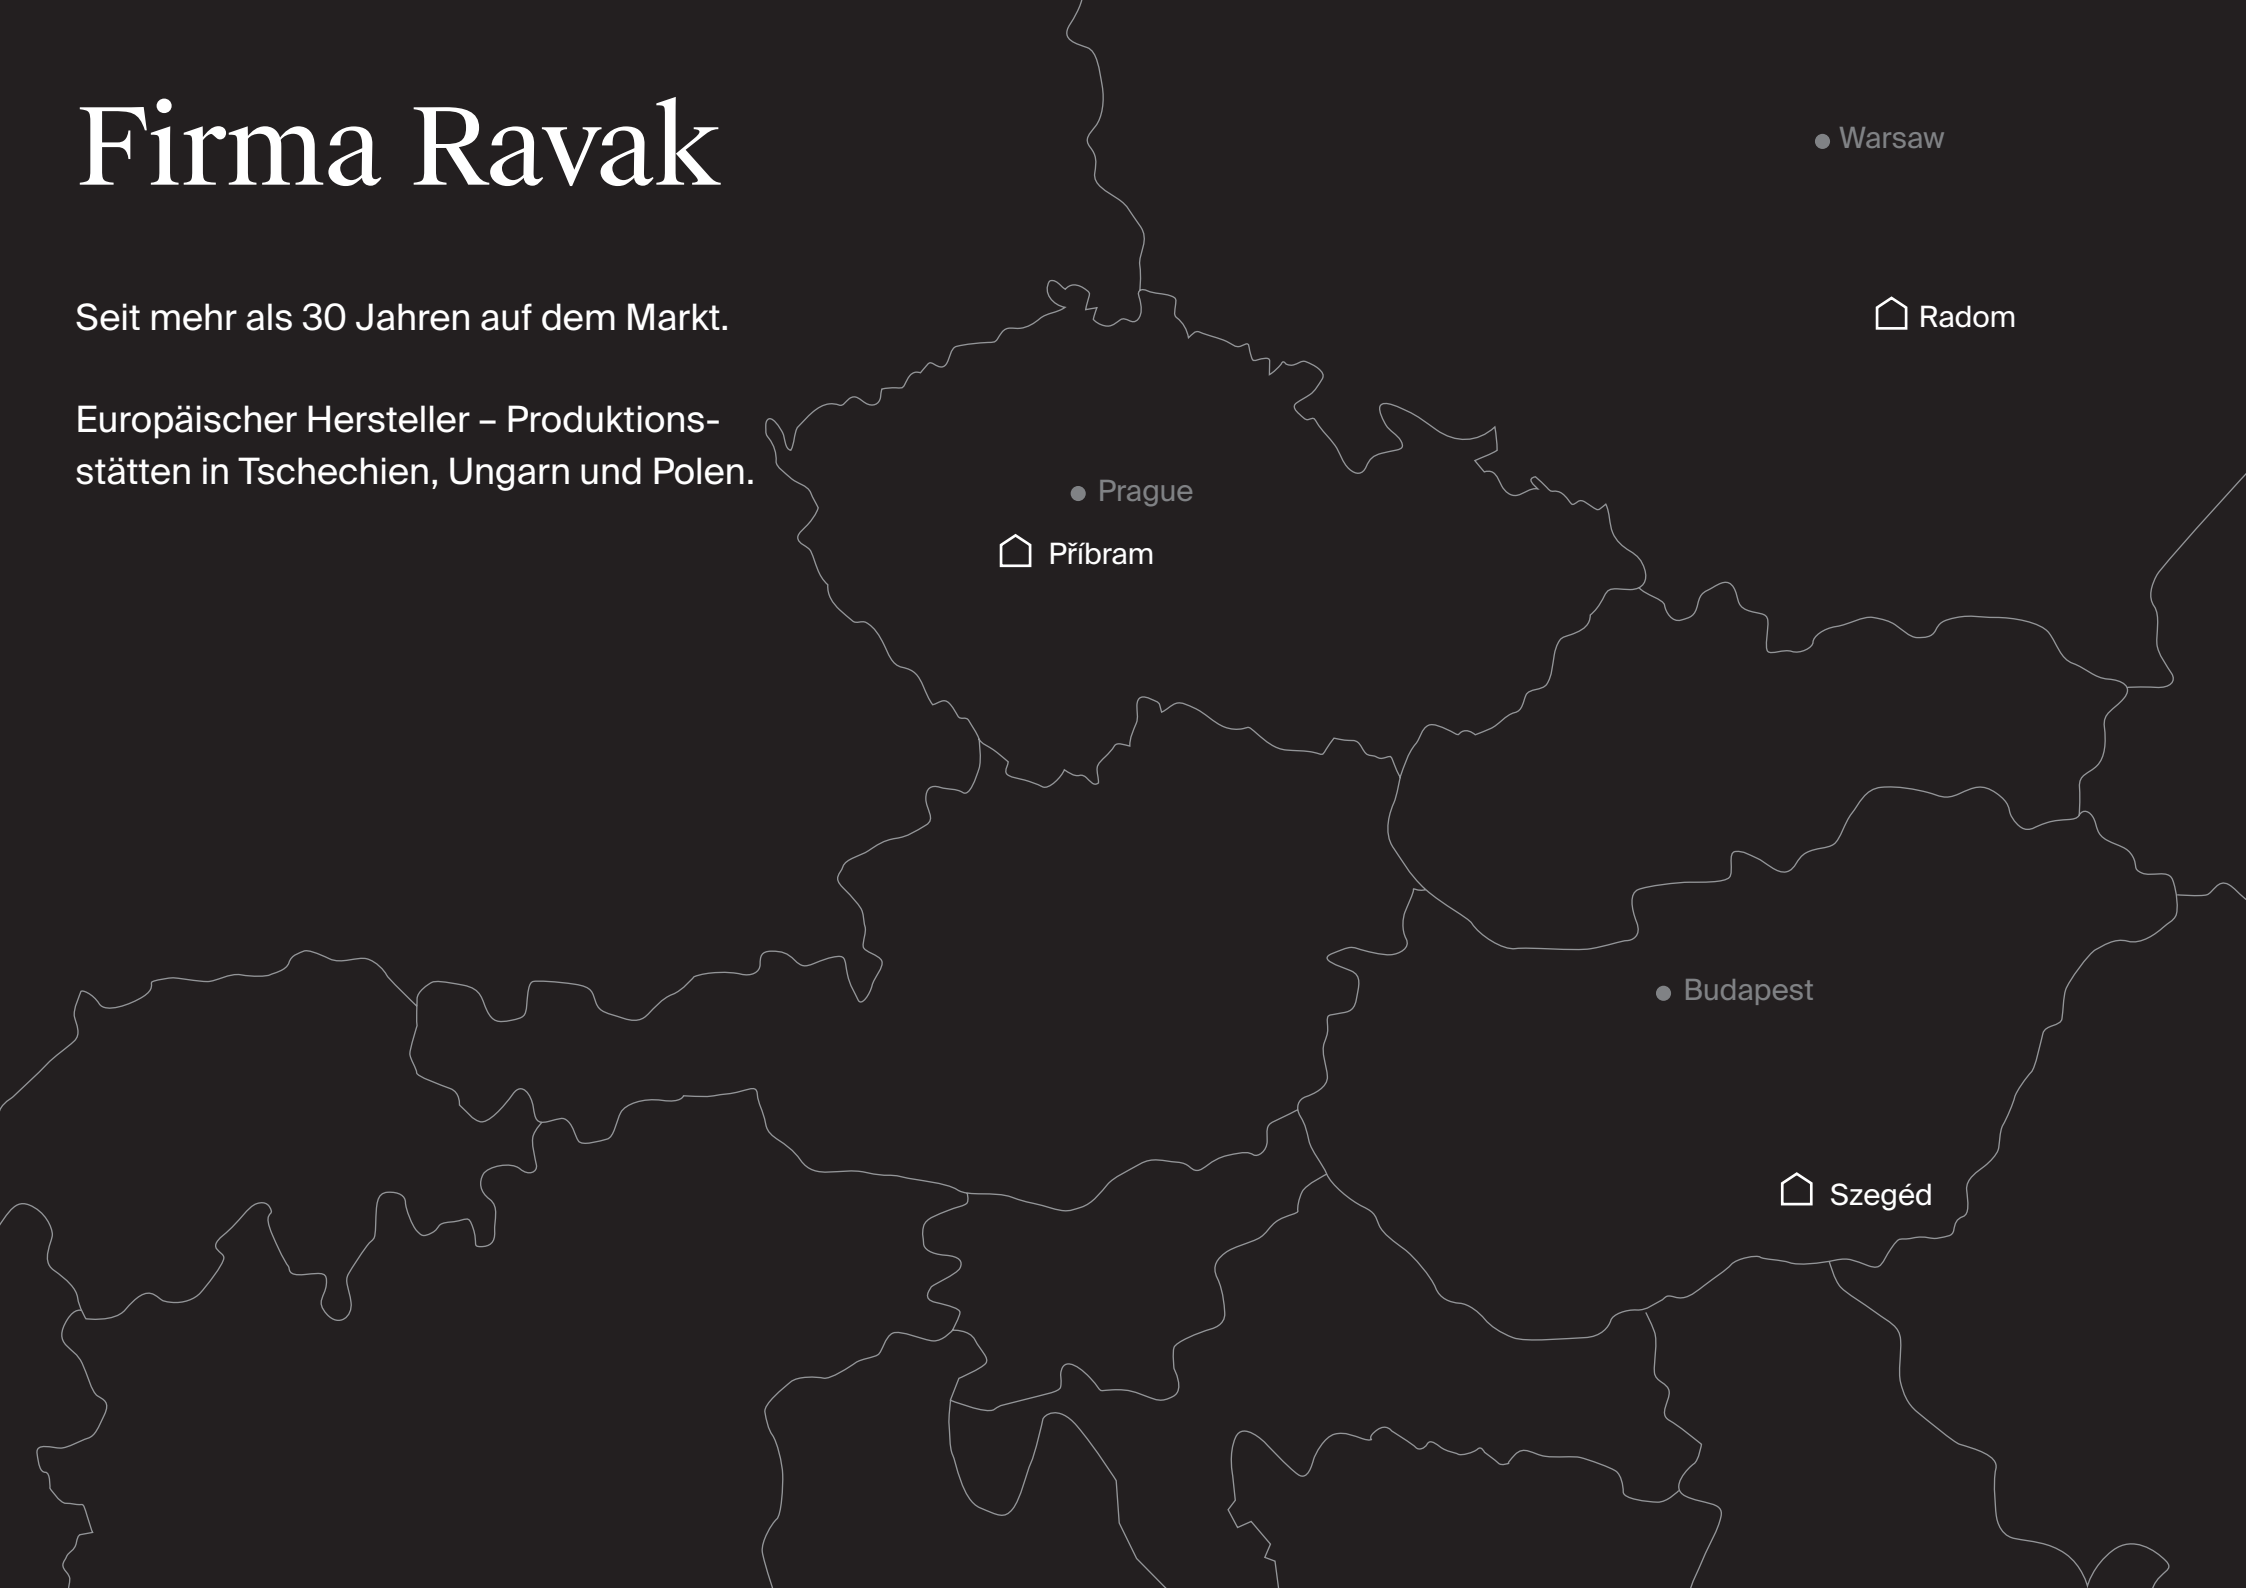 Firma Ravak
Seit mehr als 30 Jahren auf dem Markt.
Europäischer Hersteller – Produktions-
stätten in Tschechien, Ungarn und Polen.
Warsaw
Radom
Prague
Příbram
Budapest
Szegéd